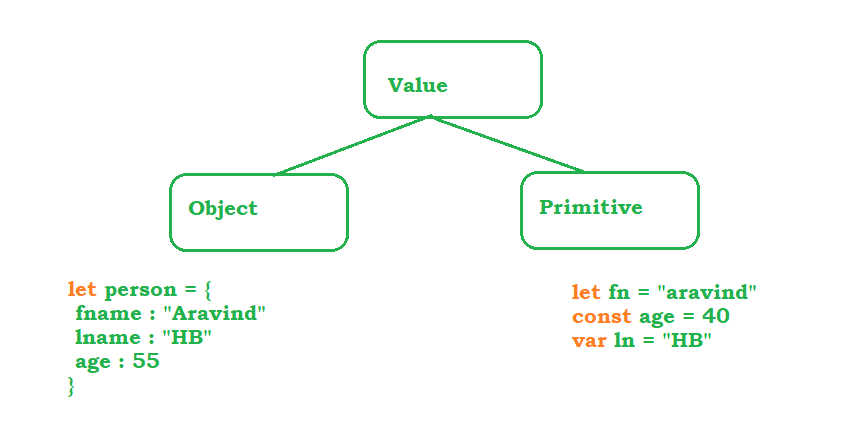 Value
Object
Primitive
let person = {
fname : "Aravind"
lname : "HB"
age : 55
}
let fn = "aravind"
const age = 40
var ln = "HB"